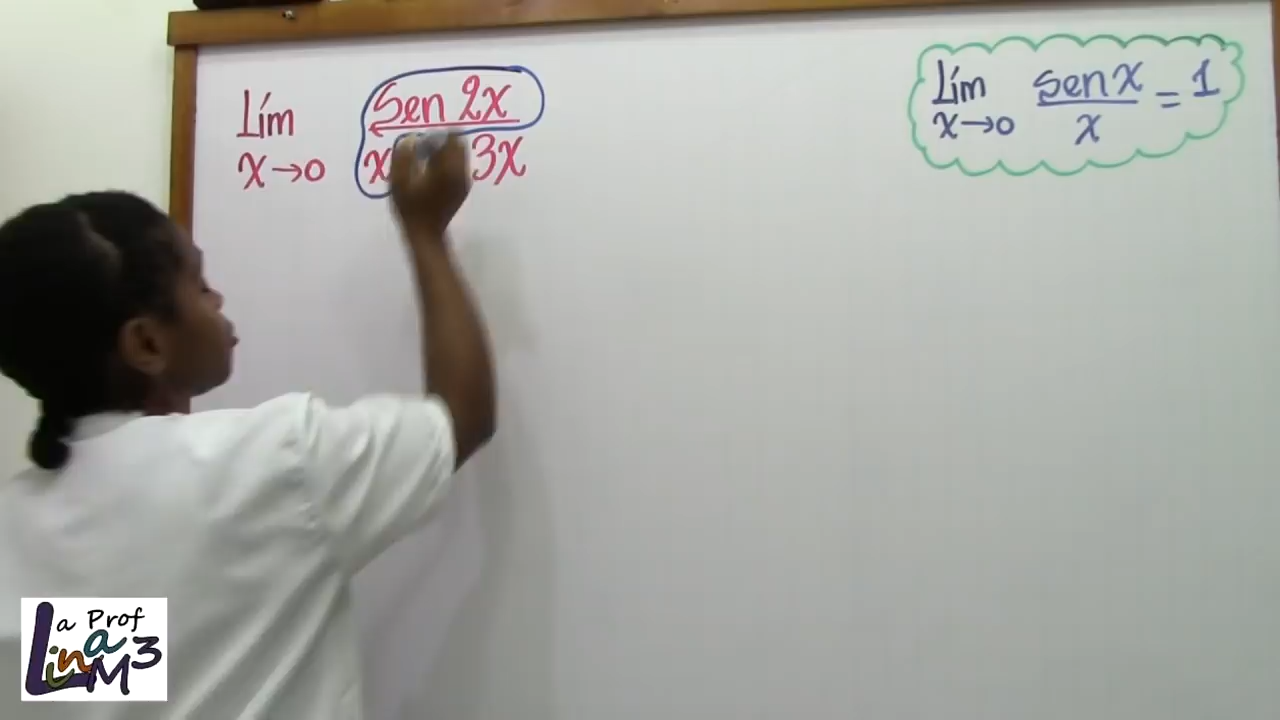 Lím Sen 2x
x→0 x 3x
Lím sen x = 1
x→0 x
La Prof
Lina M3